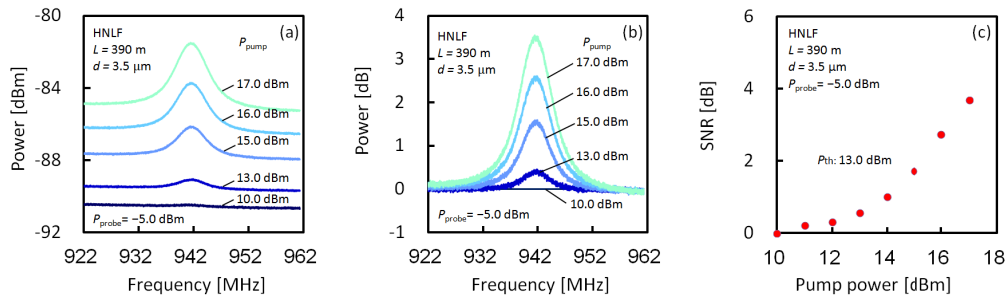 -80
-84
-88
-92
Power [dBm]
HNLF
L = 390 m
d = 3.5 μm
(a)
Ppump
17.0 dBm
16.0 dBm
15.0 dBm
13.0 dBm
10.0 dBm
Pprobe= −5.0 dBm
922 932 942 952 962
Frequency [MHz]
4
3
2
1
0
-1
Power [dB]
HNLF
L = 390 m
d = 3.5 μm
(b)
Ppump
17.0 dBm
16.0 dBm
15.0 dBm
13.0 dBm
10.0 dBm
Pprobe= −5.0 dBm
922 932 942 952 962
Frequency [MHz]
6
4
2
0
SNR [dB]
HNLF
L = 390 m
d = 3.5 μm
Pprobe= −5.0 dBm
(c)
Pth: 13.0 dBm
10 12 14 16 18
Pump power [dBm]